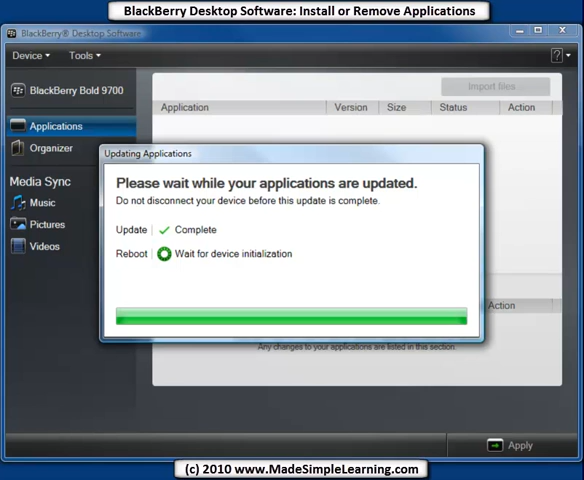 BlackBerry Desktop Software: Install or Remove Applications
BlackBerry® Desktop Software
Device Tools ?
BlackBerry Bold 9700
Import files
Application Version Size Status Action
Applications
Organizer
Media Sync
Music
Pictures
Videos
Updating Applications
Please wait while your applications are updated.
Do not disconnect your device before this update is complete.
Update Complete
Reboot Wait for device initialization
Action
Any changes to your applications are listed in this section.
Apply
(c) 2010 www.MadeSimpleLearning.com